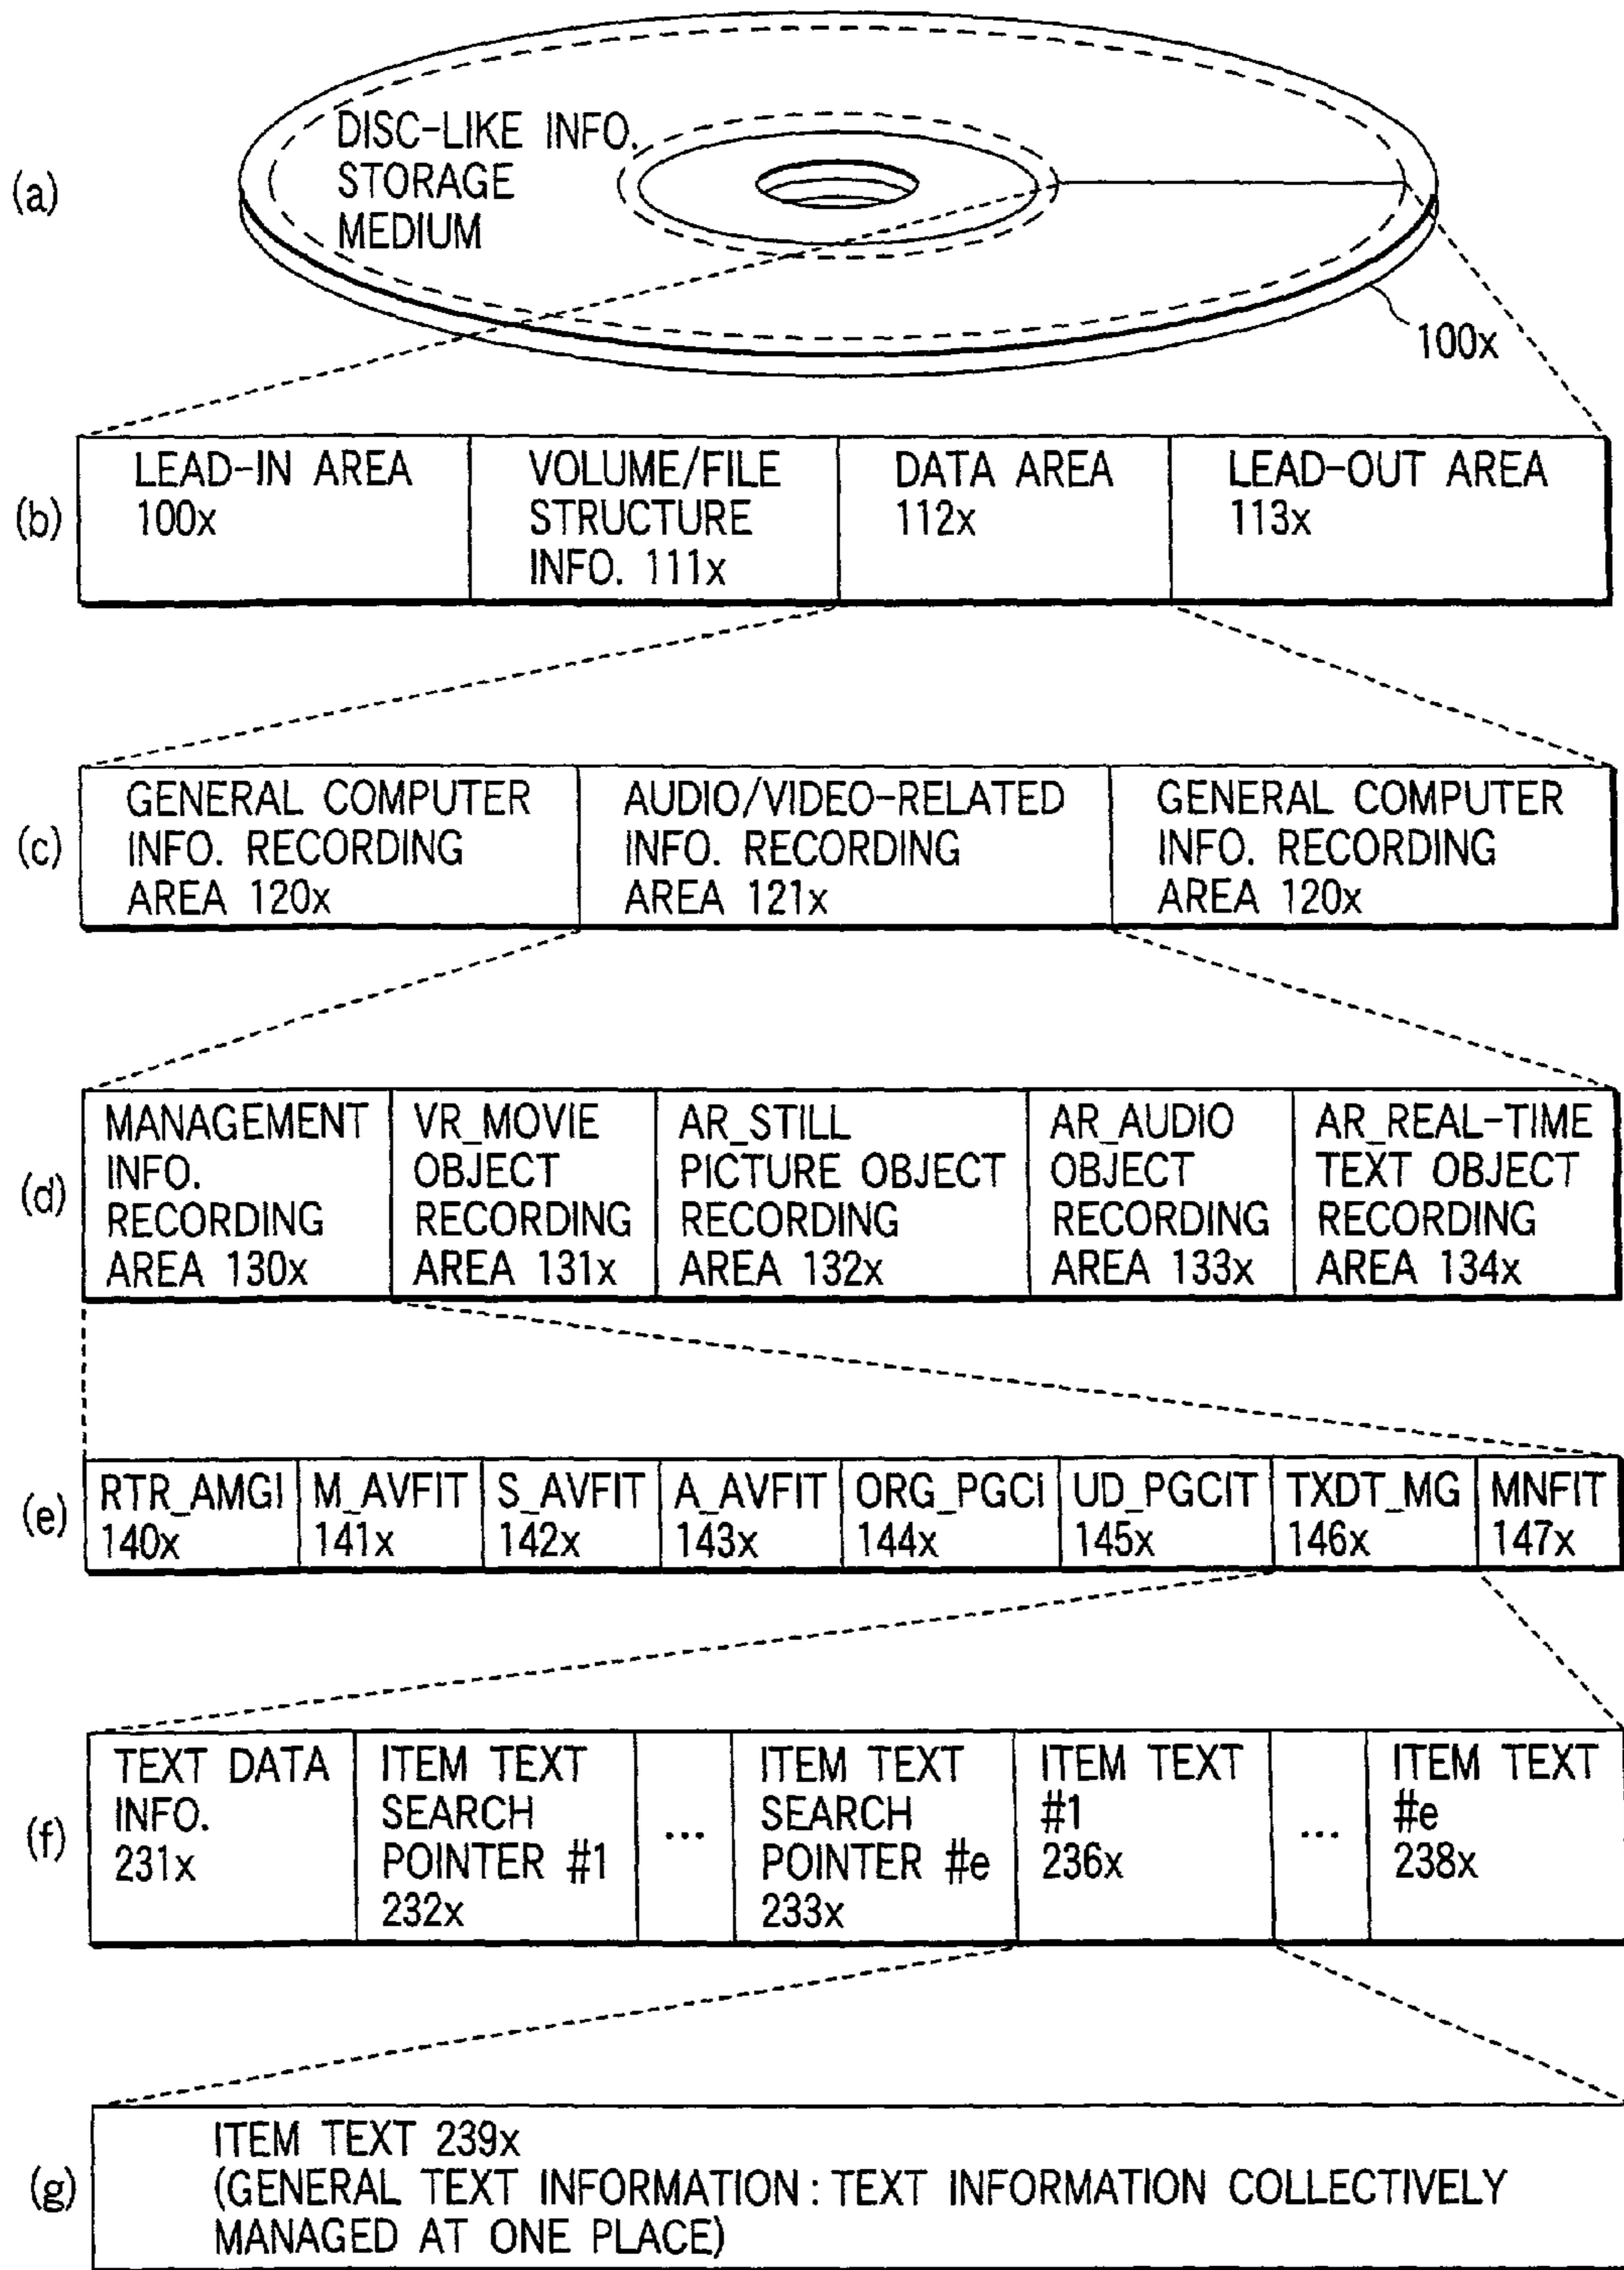 (a)
DISC-LIKE INFO.
STORAGE
MEDIUM
100x
(b)
LEAD-IN AREA
100x
VOLUME/FILE
STRUCTURE
INFO. 111x
DATA AREA
112x
LEAD-OUT AREA
113x
(c)
GENERAL COMPUTER
INFO. RECORDING
AREA 120x
AUDIO/VIDEO-RELATED
INFO. RECORDING
AREA 121x
GENERAL COMPUTER
INFO. RECORDING
AREA 120x
(d)
MANAGEMENT
INFO.
RECORDING
AREA 130x
VR_MOVIE
OBJECT
RECORDING
AREA 131x
AR_STILL
PICTURE OBJECT
RECORDING
AREA 132x
AR_AUDIO
OBJECT
RECORDING
AREA 133x
AR_REAL-TIME
TEXT OBJECT
RECORDING
AREA 134x
(e)
RTR_AMGI
140x
M_AVFIT
141x
S_AVFIT
142x
A_AVFIT
143x
ORG_PGCI
144x
UD_PGCIT
145x
TXDT_MG
146x
MNFIT
147x
(f)
TEXT DATA
INFO.
231x
ITEM TEXT
SEARCH
POINTER #1
232x
...
ITEM TEXT
SEARCH
POINTER #e
233x
ITEM TEXT
#1
236x
...
ITEM TEXT
#e
238x
(g)
ITEM TEXT 239x
(GENERAL TEXT INFORMATION : TEXT INFORMATION COLLECTIVELY
MANAGED AT ONE PLACE)